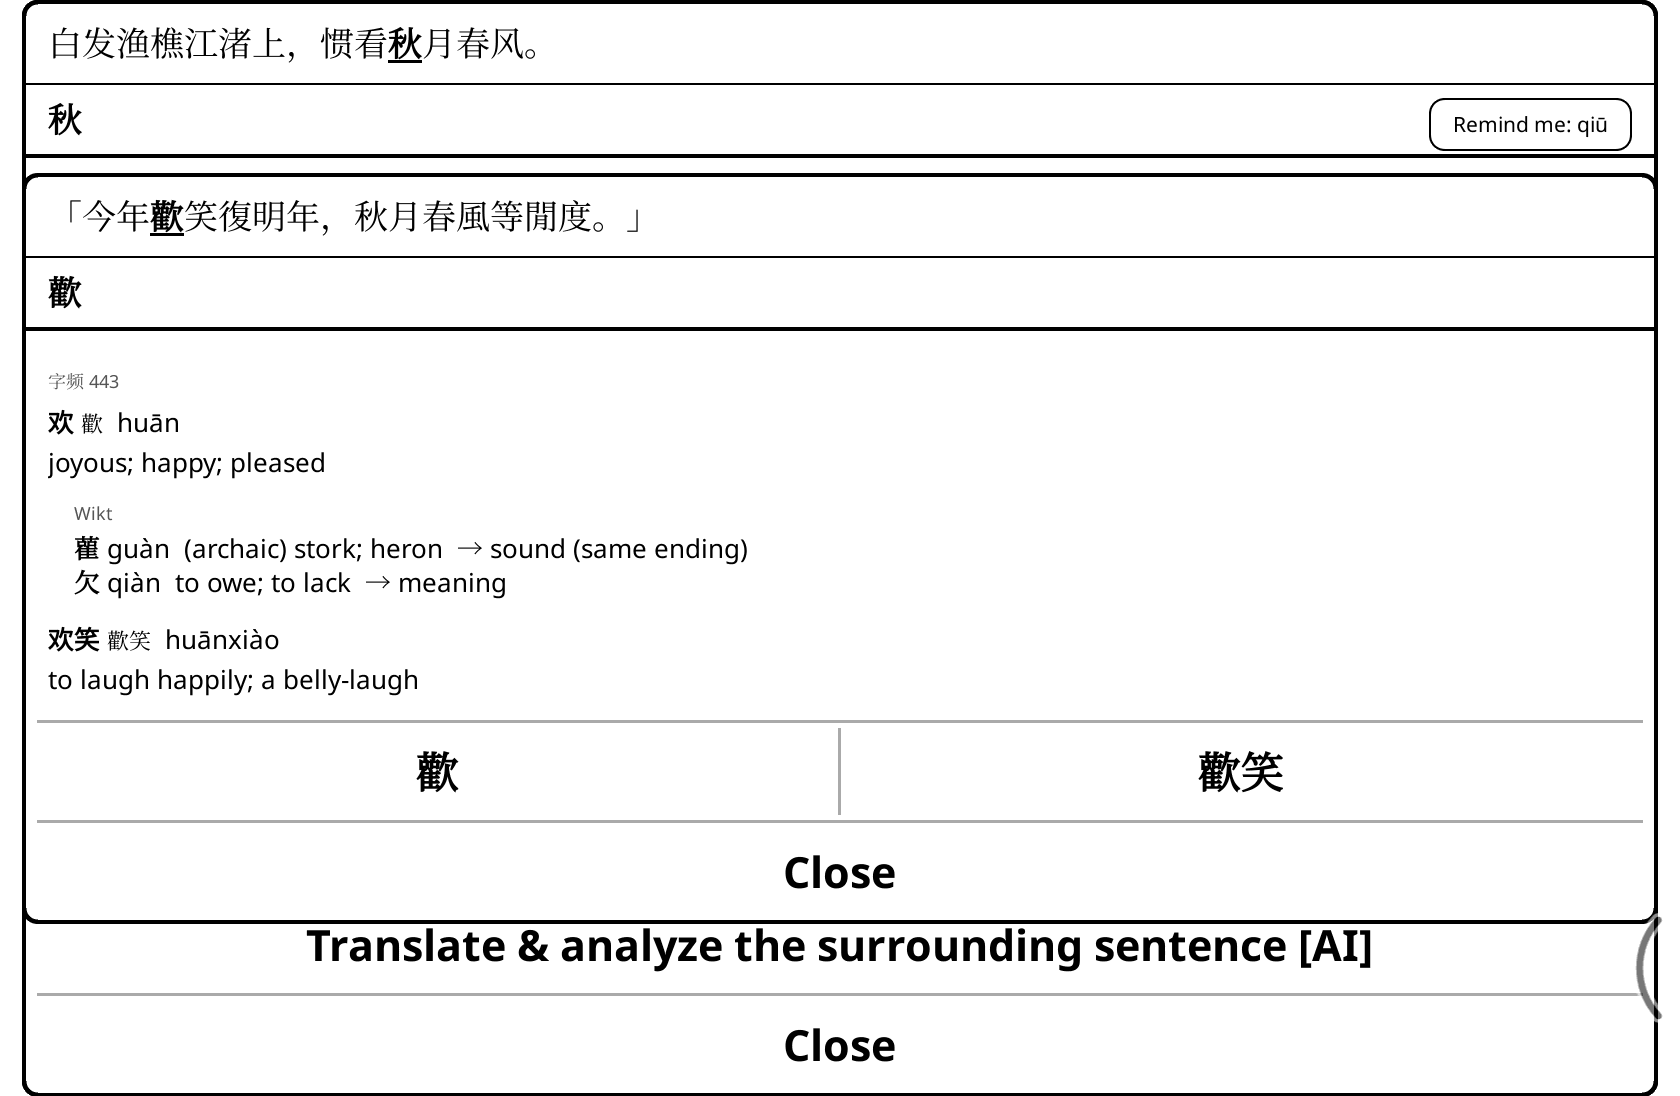 白发渔樵江渚上，惯看秋月春风。
秋
Remind me: qiū
「今年歡笑復明年，秋月春風等閒度。」
歡
字频 443
欢 歡 huān
joyous; happy; pleased
Wikt
雚 guàn (archaic) stork; heron → sound (same ending)
欠 qiàn to owe; to lack → meaning
欢笑 歡笑 huānxiào
to laugh happily; a belly-laugh
歡
歡笑
Close
Translate & analyze the surrounding sentence [AI]
Close